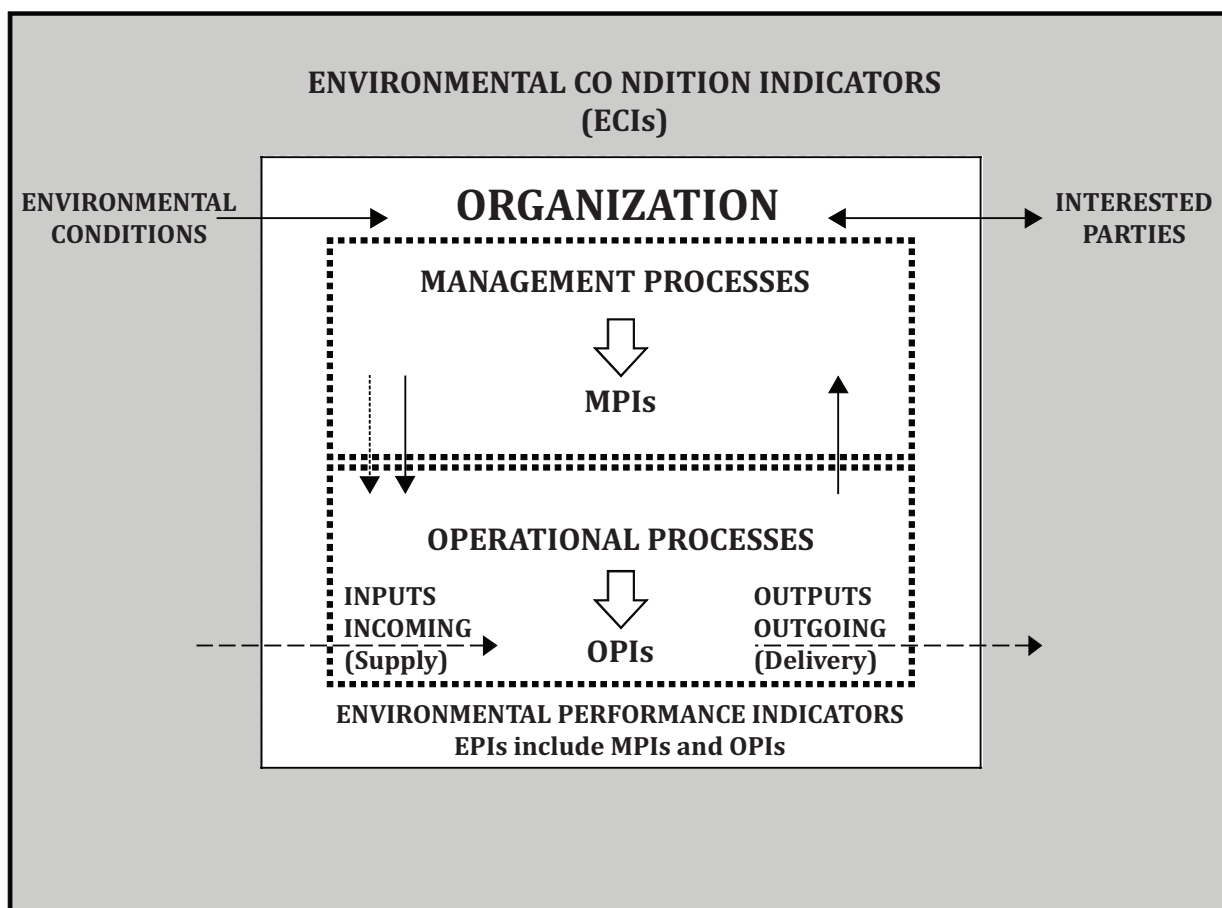 ENVIRONMENTAL CO NDITION INDICATORS
(ECIs)
ENVIRONMENTAL
CONDITIONS
ORGANIZATION
INTERESTED
PARTIES
MANAGEMENT PROCESSES
MPIs
OPERATIONAL PROCESSES
INPUTS
INCOMING
(Supply)
OPIs
OUTPUTS
OUTGOING
(Delivery)
ENVIRONMENTAL PERFORMANCE INDICATORS
EPIs include MPIs and OPIs